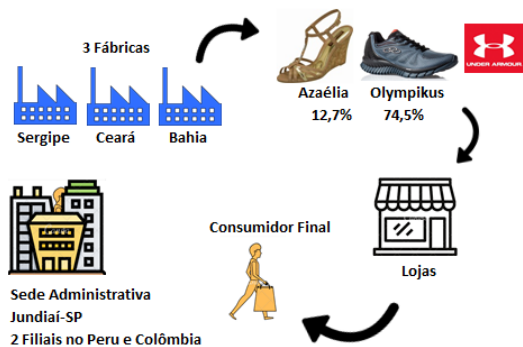 3 Fábricas
Sergipe
Ceará
Bahia
Azaélia
12,7%
Olympikus
74,5%
UNDER ARMOUR
Lojas
Consumidor Final
Sede Administrativa
Jundiaí-SP
2 Filiais no Peru e Colômbia